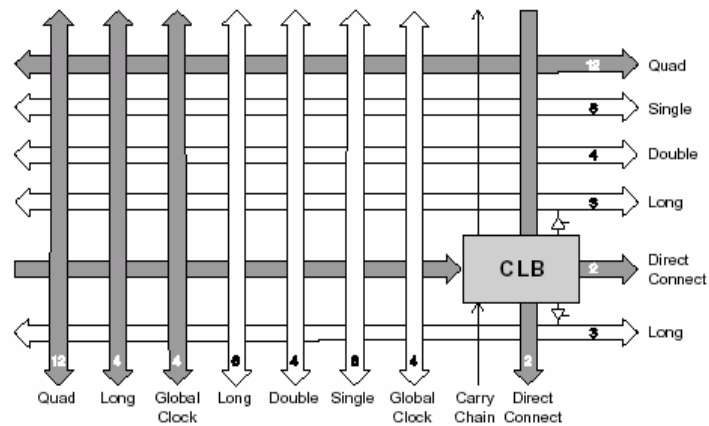 12 Quad
8 Single
4 Double
3 Long
CLB
2 Direct
Connect
3 Long
12 4 4 8 4 8 4 2
Quad Long Global Long Double Single Global Carry Direct
Clock Clock Chain Connect